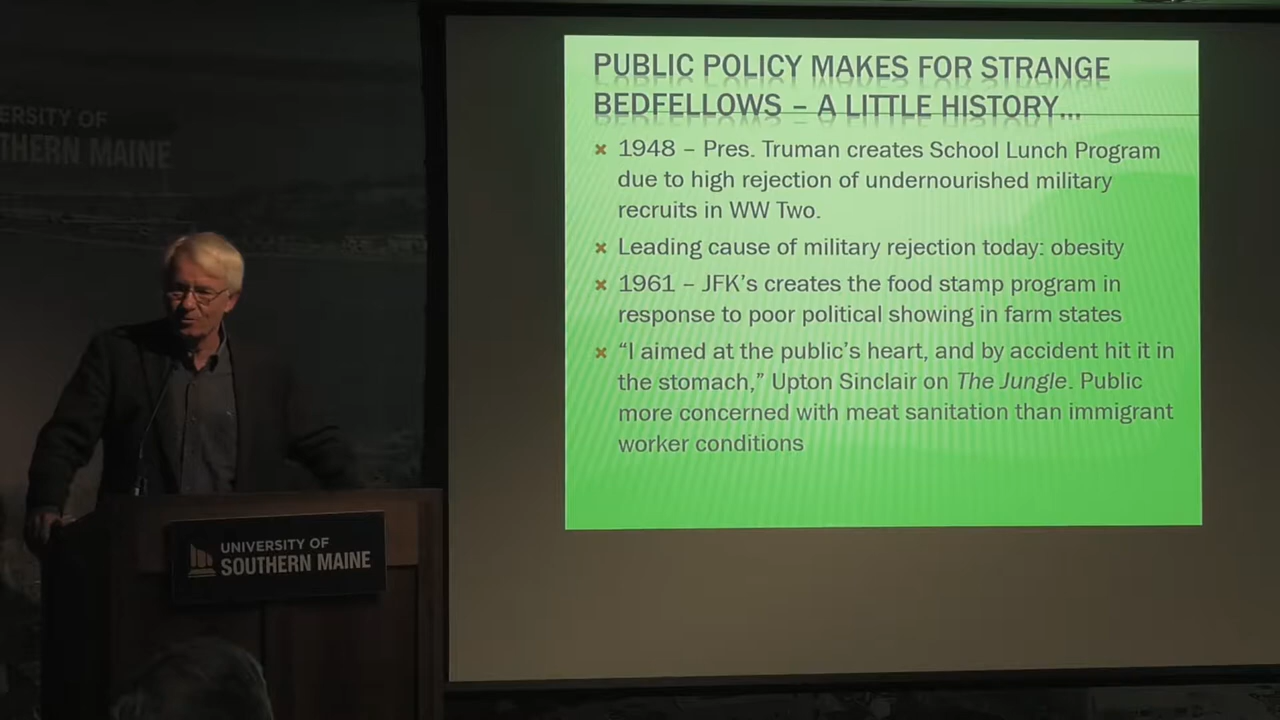 ERSITY OF
THERN MAINE
PUBLIC POLICY MAKES FOR STRANGE
BEDFELLOWS – A LITTLE HISTORY...
× 1948 – Pres. Truman creates School Lunch Program
due to high rejection of undernourished military
recruits in WW Two.
× Leading cause of military rejection today: obesity
× 1961 – JFK's creates the food stamp program in
response to poor political showing in farm states
× “I aimed at the public's heart, and by accident hit it in
the stomach,” Upton Sinclair on The Jungle. Public
more concerned with meat sanitation than immigrant
worker conditions
UNIVERSITY OF
SOUTHERN MAINE